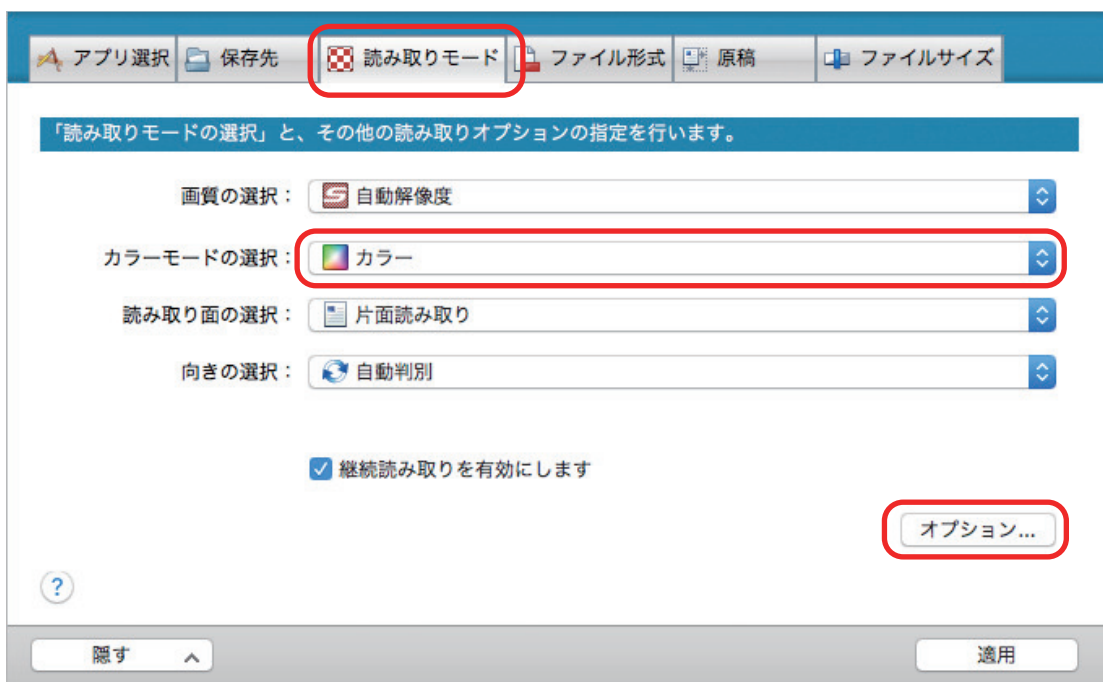 アプリ選択 保存先 読み取りモード ファイル形式 原稿 ファイルサイズ
「読み取りモードの選択」と、その他の読み取りオプションの指定を行います。
画質の選択： 自動解像度
カラーモードの選択： カラー
読み取り面の選択： 片面読み取り
向きの選択： 自動判別
継続読み取りを有効にします
オプション...
?
隠す 適用